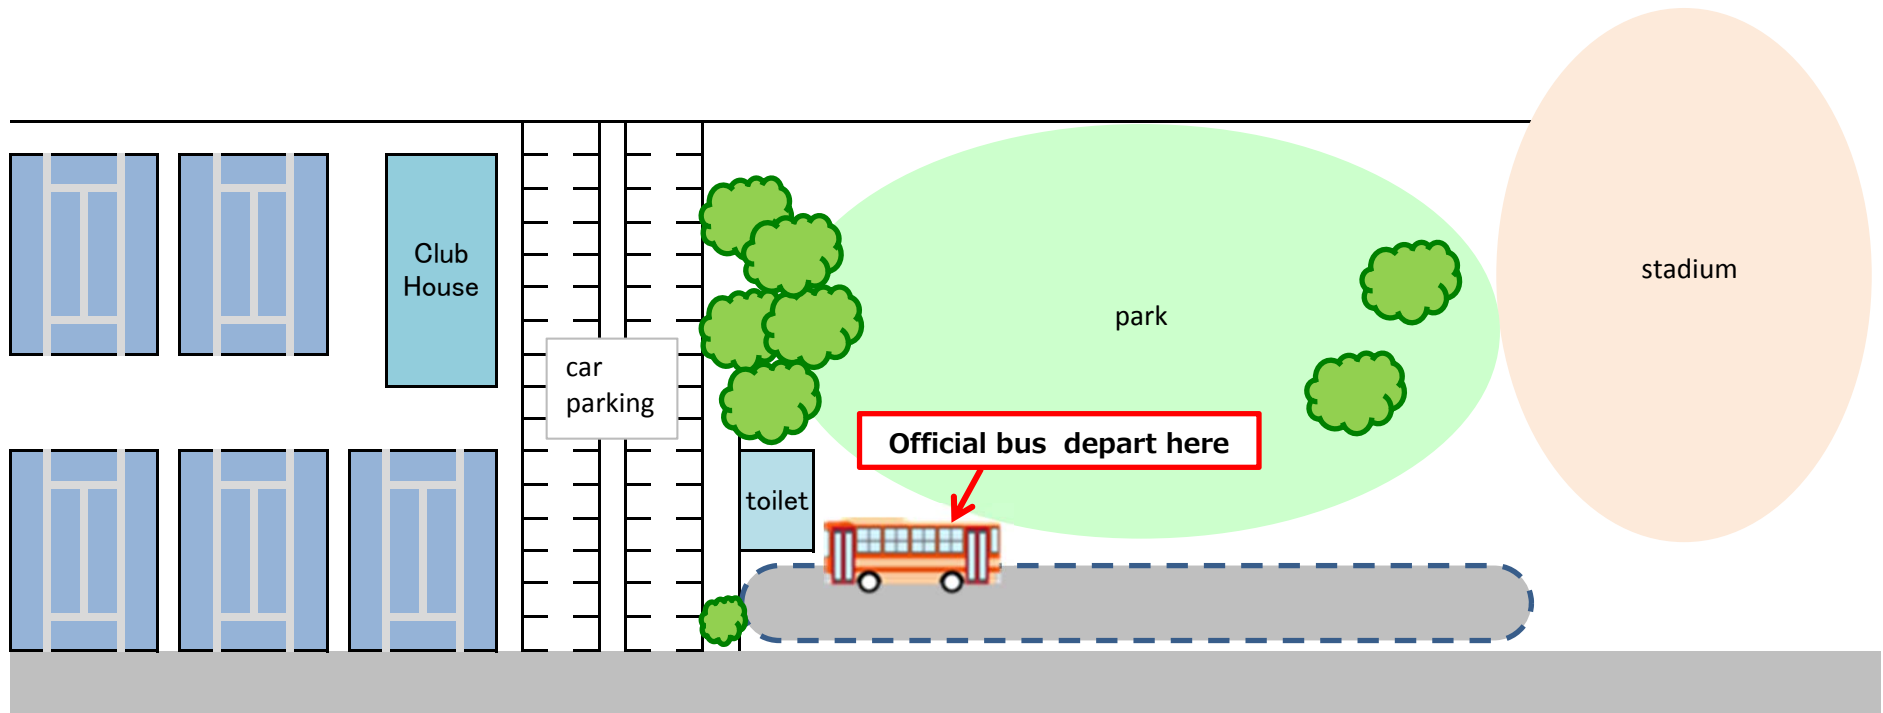 Club
House
car
parking
park
stadium
Official bus  depart here
toilet